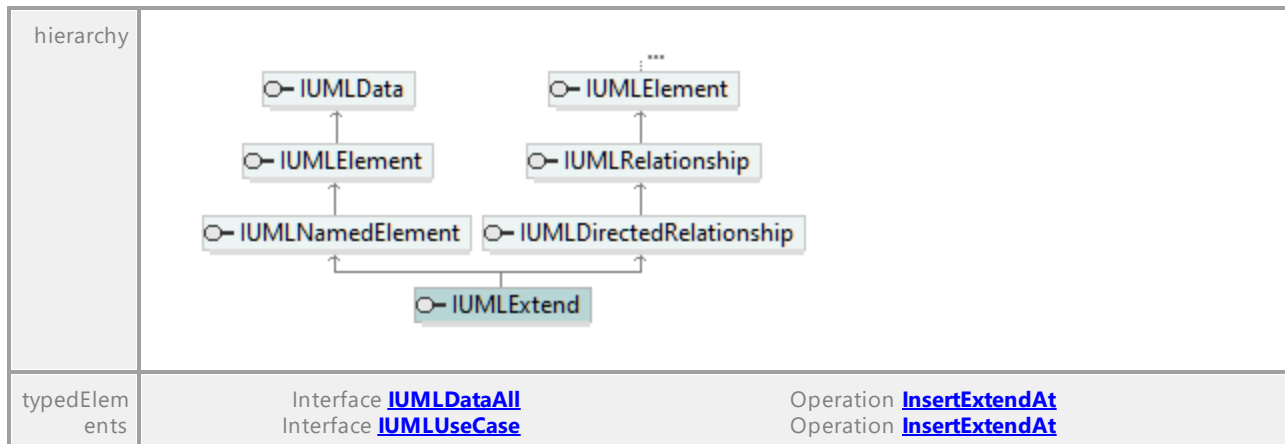 hierarchy
...
IUMLData IUMLElement
IUMLElement IUMLRelationship
IUMLNamedElement IUMLDirectedRelationship
IUMLExtend
typedElem
ents
Interface IUMLDataAll Operation InsertExtendAt
Interface IUMLUseCase Operation InsertExtendAt